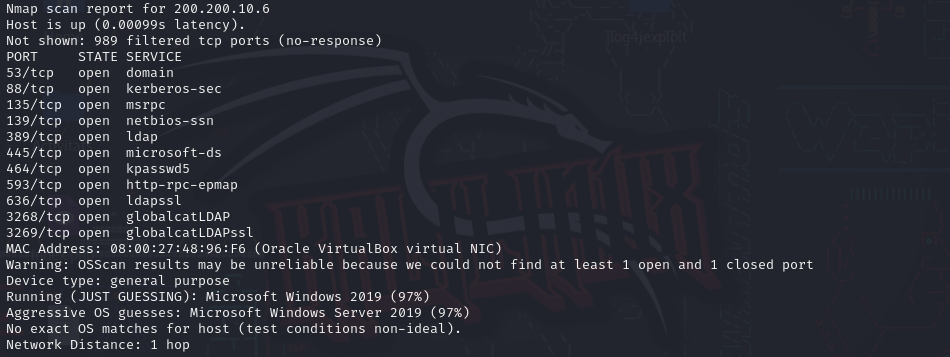 Nmap scan report for 200.200.10.6
Host is up (0.00099s latency).
Not shown: 989 filtered tcp ports (no-response)
PORT     STATE SERVICE
53/tcp   open  domain
88/tcp   open  kerberos-sec
135/tcp  open  msrpc
139/tcp  open  netbios-ssn
389/tcp  open  ldap
445/tcp  open  microsoft-ds
464/tcp  open  kpasswd5
593/tcp  open  http-rpc-epmap
636/tcp  open  ldapssl
3268/tcp open  globalcatLDAP
3269/tcp open  globalcatLDAPssl
MAC Address: 08:00:27:48:96:F6 (Oracle VirtualBox virtual NIC)
Warning: OSScan results may be unreliable because we could not find at least 1 open and 1 closed port
Device type: general purpose
Running (JUST GUESSING): Microsoft Windows 2019 (97%)
Aggressive OS guesses: Microsoft Windows Server 2019 (97%)
No exact OS matches for host (test conditions non-ideal).
Network Distance: 1 hop
log4jexploit
KALI LINUX